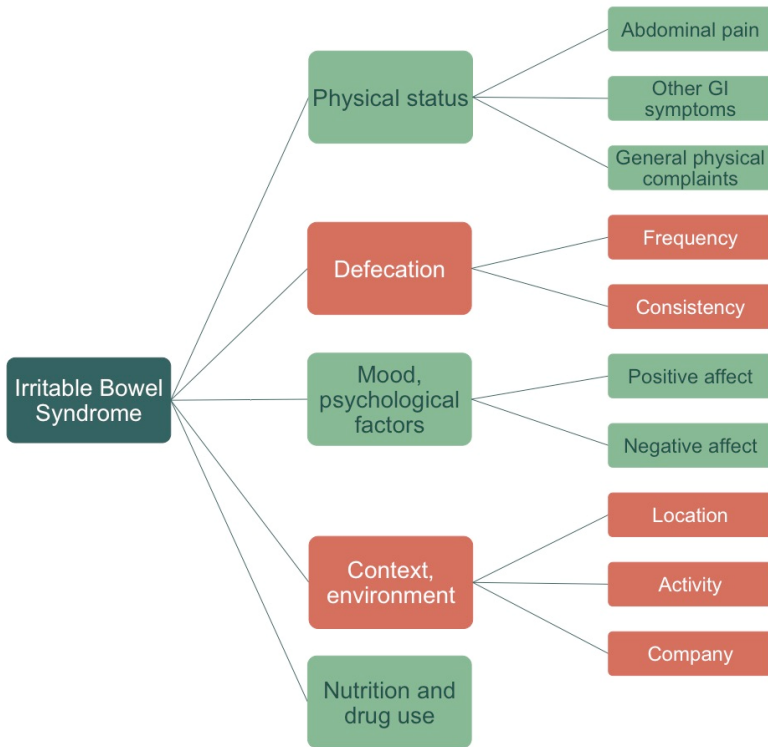 Irritable Bowel
Syndrome
Physical status
Abdominal pain
Other GI
symptoms
General physical
complaints
Defecation
Frequency
Consistency
Mood,
psychological
factors
Positive affect
Negative affect
Context,
environment
Location
Activity
Company
Nutrition and
drug use